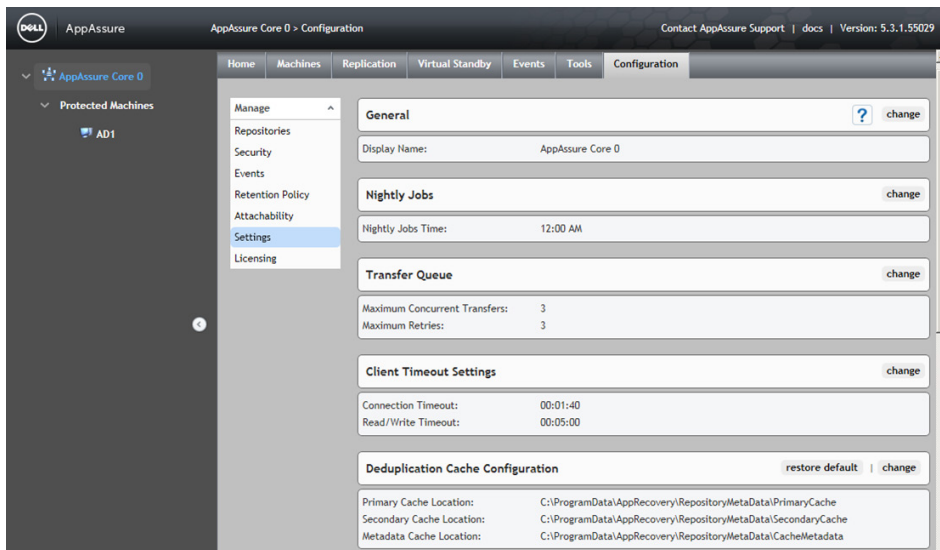 DELL AppAssure AppAssure Core 0 > Configuration Contact AppAssure Support | docs | Version: 5.3.1.55029
AppAssure Core 0
Protected Machines
AD1
Home Machines Replication Virtual Standby Events Tools Configuration
Manage
Repositories
Security
Events
Retention Policy
Attachability
Settings
Licensing
General ? change
Display Name: AppAssure Core 0
Nightly Jobs change
Nightly Jobs Time: 12:00 AM
Transfer Queue change
Maximum Concurrent Transfers: 3
Maximum Retries: 3
Client Timeout Settings change
Connection Timeout: 00:01:40
Read/Write Timeout: 00:05:00
Deduplication Cache Configuration restore default | change
Primary Cache Location: C:\ProgramData\AppRecovery\RepositoryMetaData\PrimaryCache
Secondary Cache Location: C:\ProgramData\AppRecovery\RepositoryMetaData\SecondaryCache
Metadata Cache Location: C:\ProgramData\AppRecovery\RepositoryMetaData\CacheMetadata